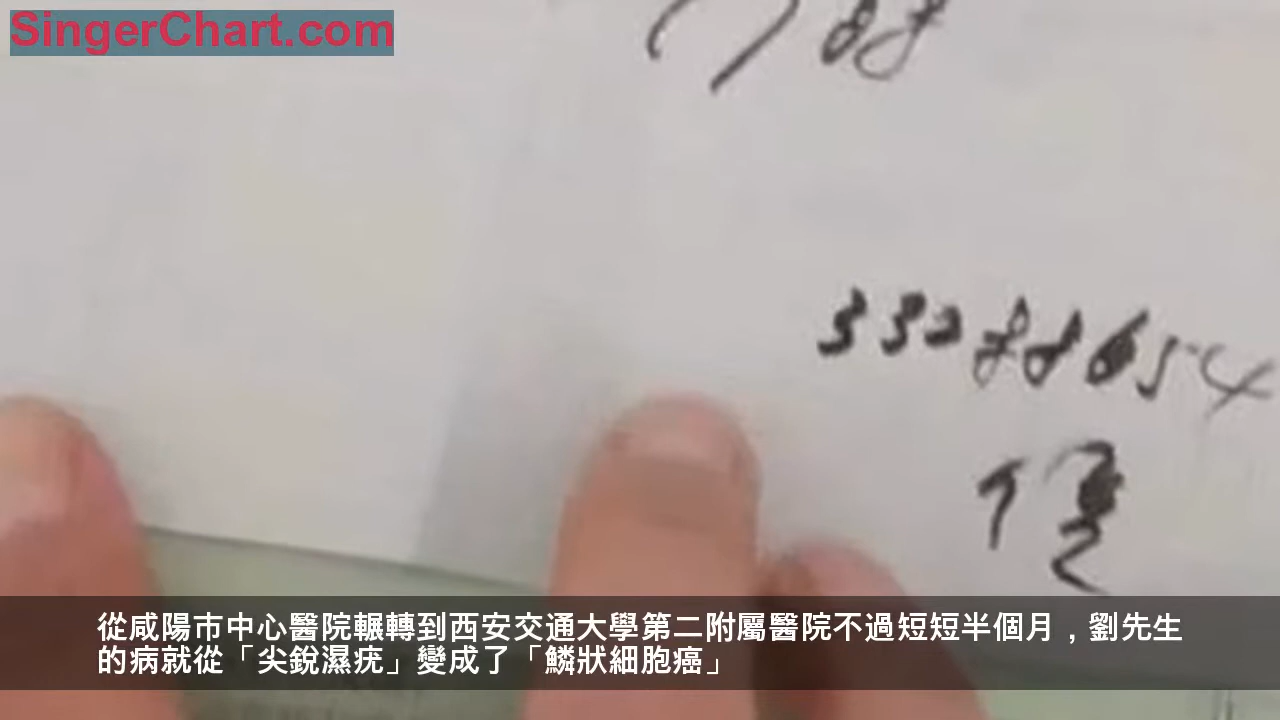 SingerChart.com
33288654
從咸陽市中心醫院輾轉到西安交通大學第二附屬醫院不過短短半個月，劉先生
的病就從「尖銳濕疣」變成了「鱗狀細胞癌」